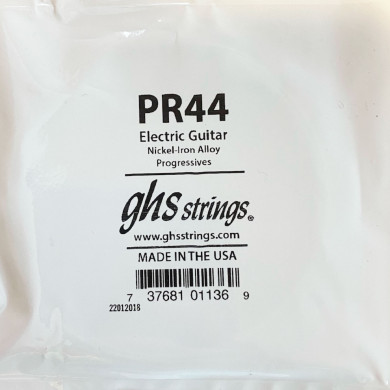 PR44
Electric Guitar
Nickel-Iron Alloy
Progressives
ghs strings®
www.ghsstrings.com
MADE IN THE USA
7 37681 01136 9
22012018